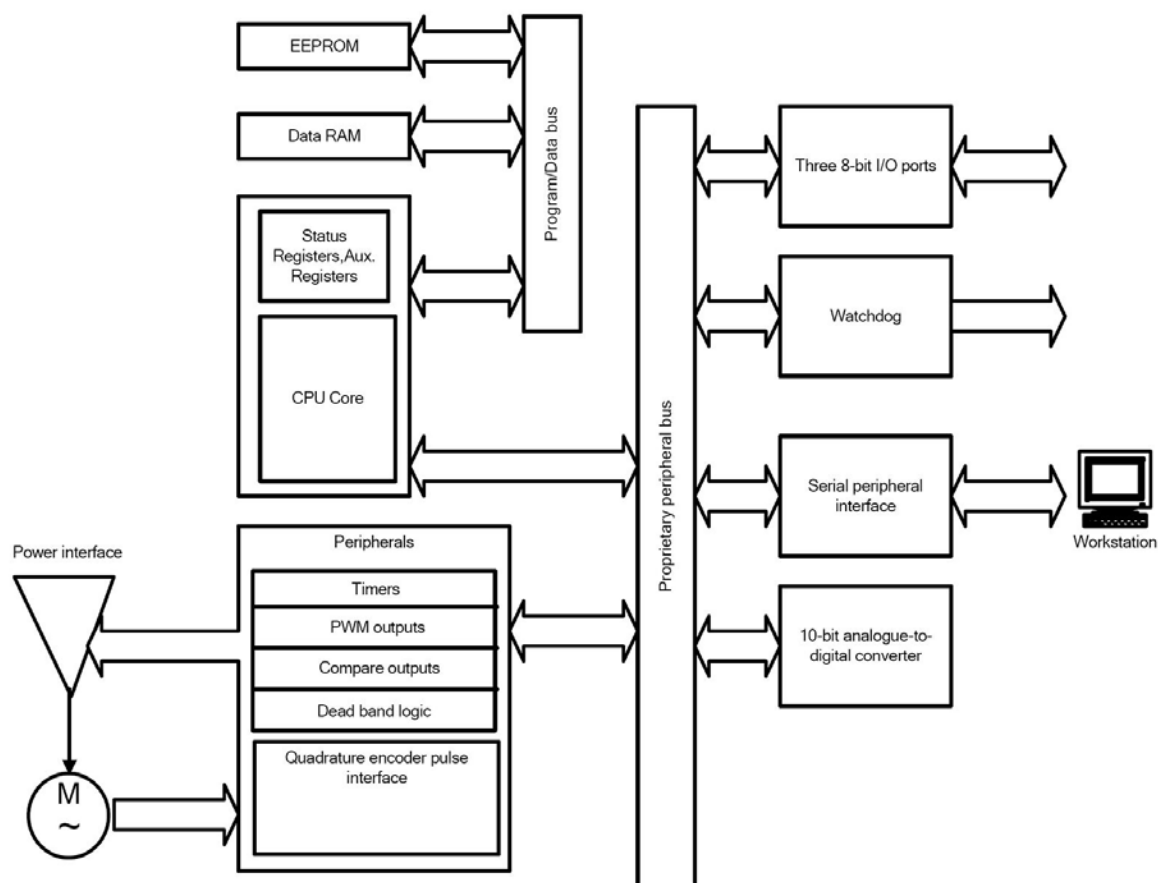 EEPROM
Data RAM
Program/Data bus
Status
Registers,Aux.
Registers
CPU Core
Proprietary peripheral bus
Three 8-bit I/O ports
Watchdog
Serial peripheral
interface
Workstation
10-bit analogue-to-
digital converter
Power interface
Peripherals
Timers
PWM outputs
Compare outputs
Dead band logic
Quadrature encoder pulse
interface
M
~